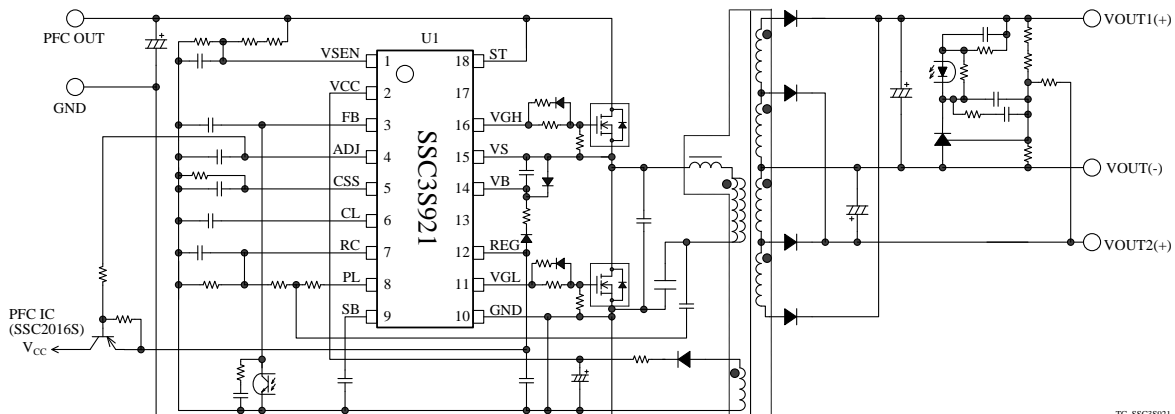 PFC OUT
GND
U1
SSC3S921
VSEN 1
VCC 2
FB 3
ADJ 4
CSS 5
CL 6
RC 7
PL 8
SB 9
18 ST
17
16 VGH
15 VS
14 VB
13
12 REG
11 VGL
10 GND
VOUT1(+)
VOUT(-)
VOUT2(+)
PFC IC
(SSC2016S)
VCC
TC_SSC3S921